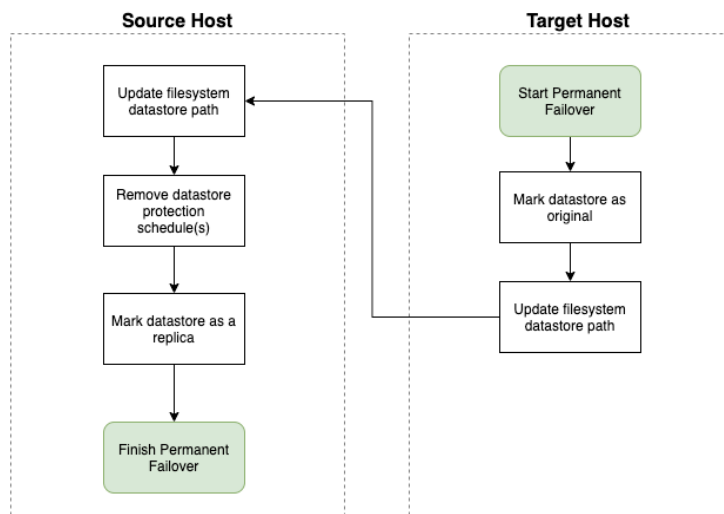 Source Host
Update filesystem
datastore path
Remove datastore
protection
schedule(s)
Mark datastore as a
replica
Finish Permanent
Failover
Target Host
Start Permanent
Failover
Mark datastore as
original
Update filesystem
datastore path